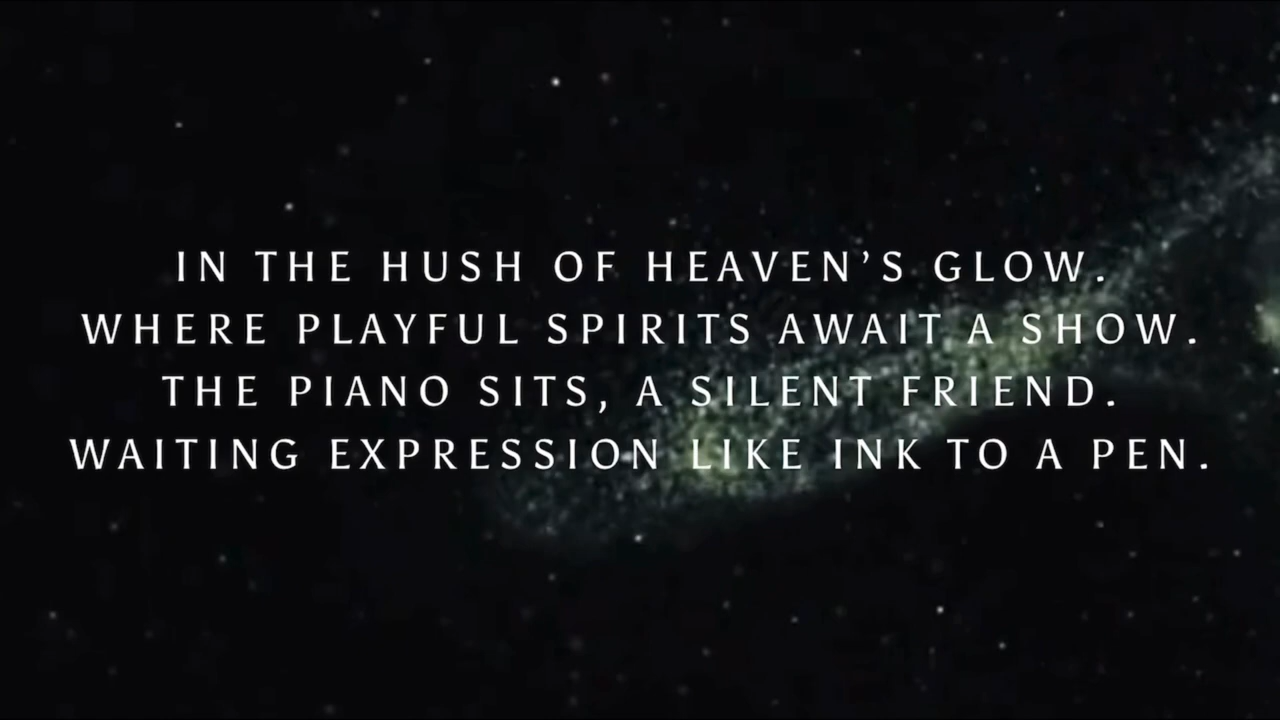 IN THE HUSH OF HEAVEN’S GLOW.
WHERE PLAYFUL SPIRITS AWAIT A SHOW.
THE PIANO SITS, A SILENT FRIEND.
WAITING EXPRESSION LIKE INK TO A PEN.